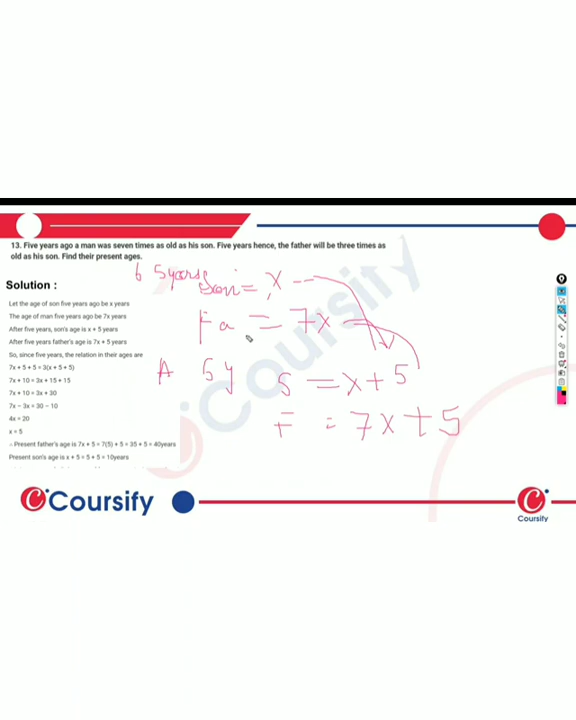 13. Five years ago a man was seven times as old as his son. Five years hence, the father will be three times as
old as his son. Find their present ages.
Solution :
Let the age of son five years ago be x years
The age of man five years ago be 7x years
After five years, son's age is x + 5 years
After five years father's age is 7x + 5 years
So, since five years, the relation in their ages are
7x + 5 + 5 = 3(x + 5 + 5)
7x + 10 = 3x + 15 + 15
7x + 10 = 3x + 30
7x – 3x = 30 – 10
4x = 20
x = 5
∴ Present father's age is 7x + 5 = 7(5) + 5 = 35 + 5 = 40years
Present son's age is x + 5 = 5 + 5 = 10years
b 5years
Son = x
Fa = 7x
A 5y
S = x + 5
F = 7x + 5
iCoursify
Coursify
Coursify